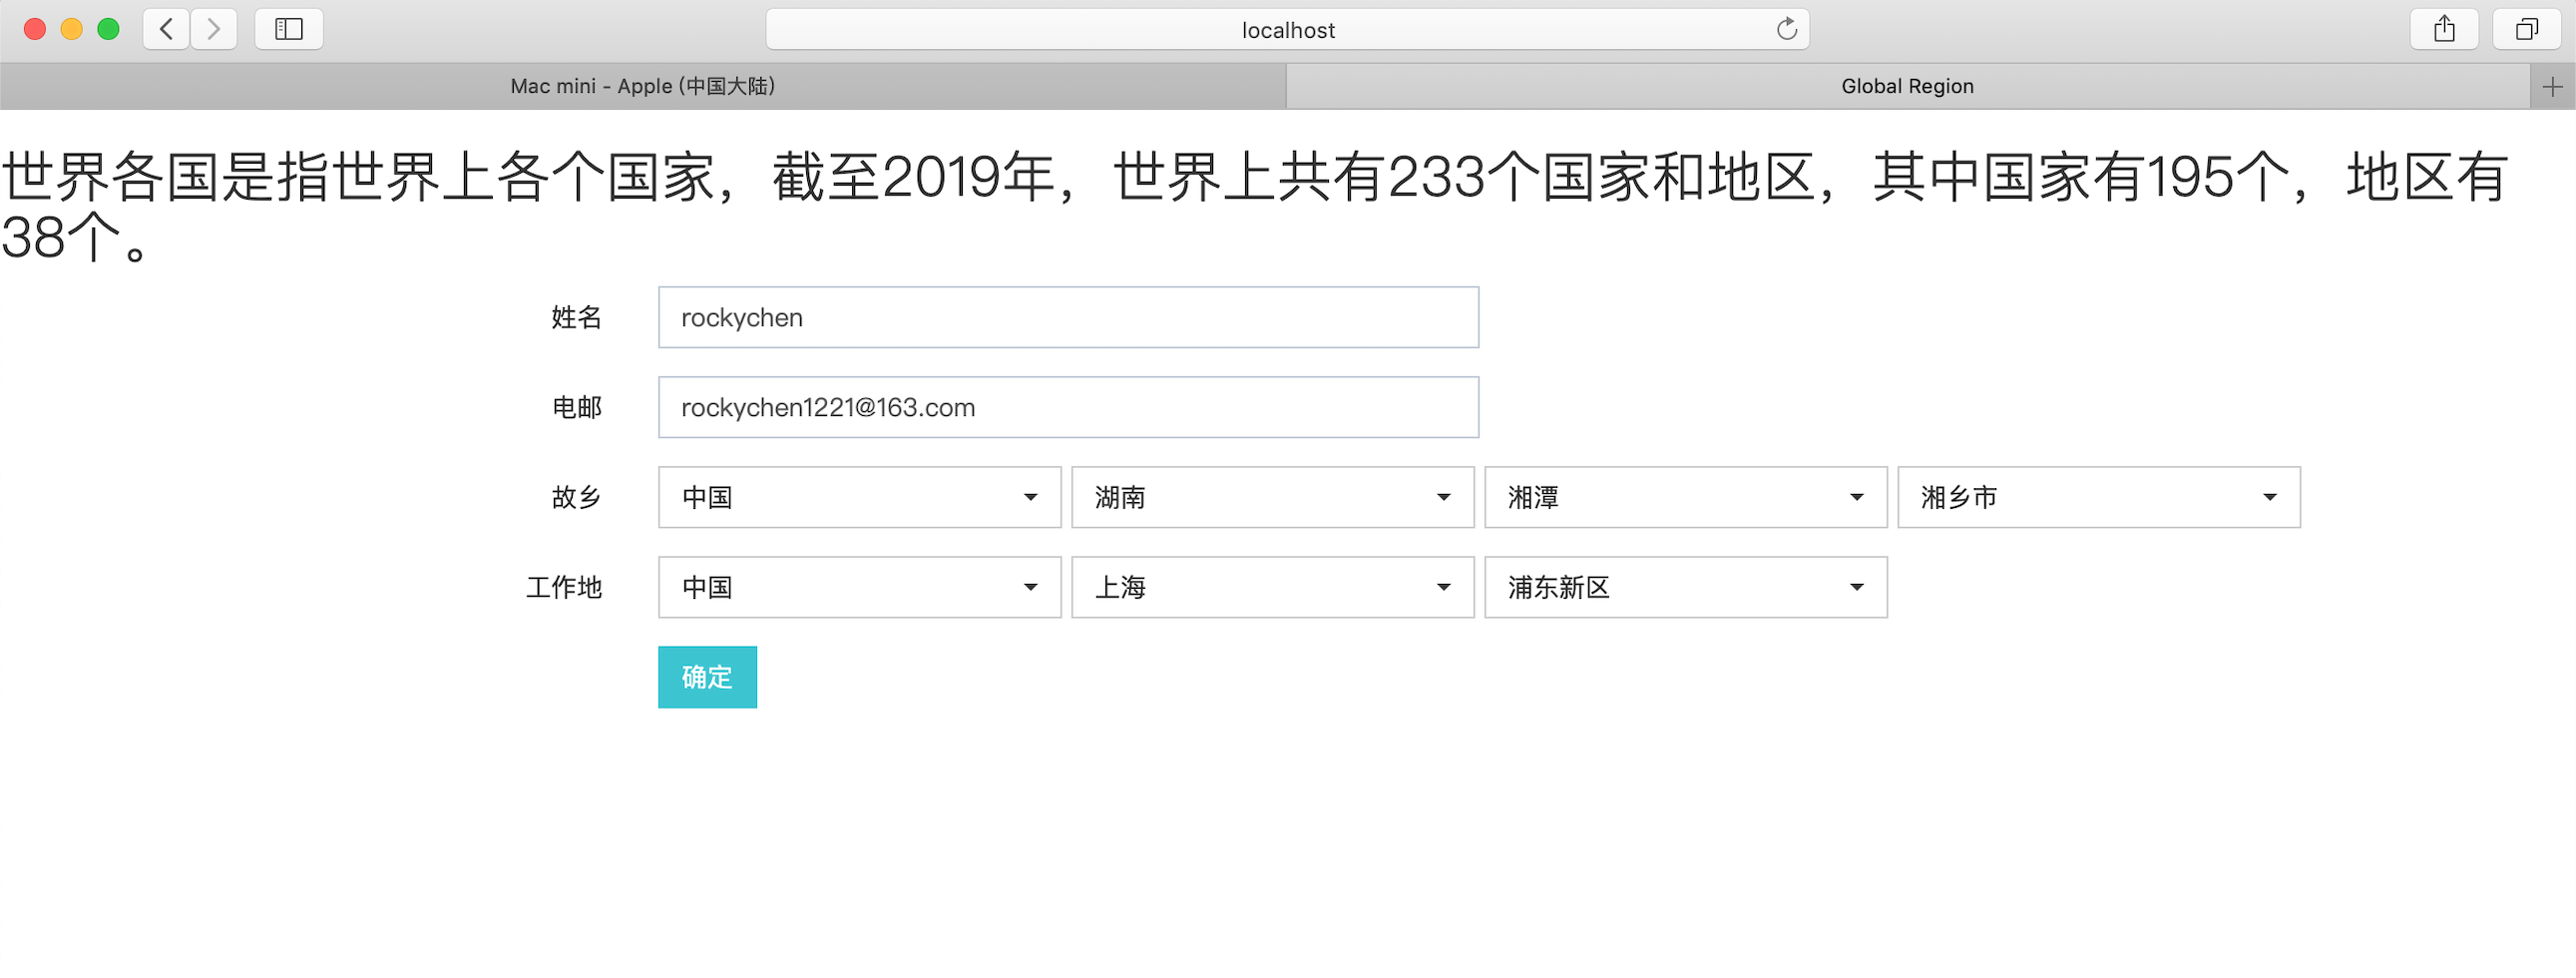 localhost
Mac mini - Apple (中国大陆)
Global Region
世界各国是指世界上各个国家，截至2019年，世界上共有233个国家和地区，其中国家有195个，地区有
38个。
姓名 rockychen
电邮 rockychen1221@163.com
故乡 中国 湖南 湘潭 湘乡市
工作地 中国 上海 浦东新区
确定